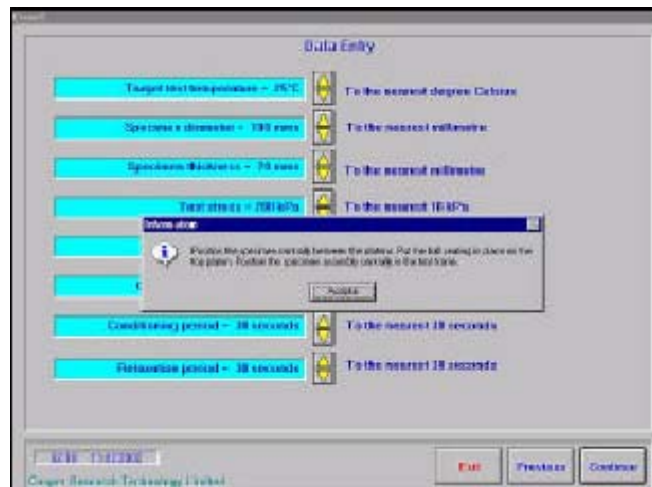 Data Entry
Target test temperature = 25°C
To the nearest degree Celsius
Specimen diameter = 100 mm
To the nearest millimetre
Specimen thickness = 70 mm
To the nearest millimetre
Test stress = 200 kPa
To the nearest 10 kPa
Information
Position the specimen centrally between the platens. Put the ball seating in place on the
top platen. Position the specimen assembly centrally in the test frame.
Conditioning period = 30 seconds
To the nearest 10 seconds
Relaxation period = 30 seconds
To the nearest 10 seconds
Exit
Previous
Continue
Cooper Research Technology Limited